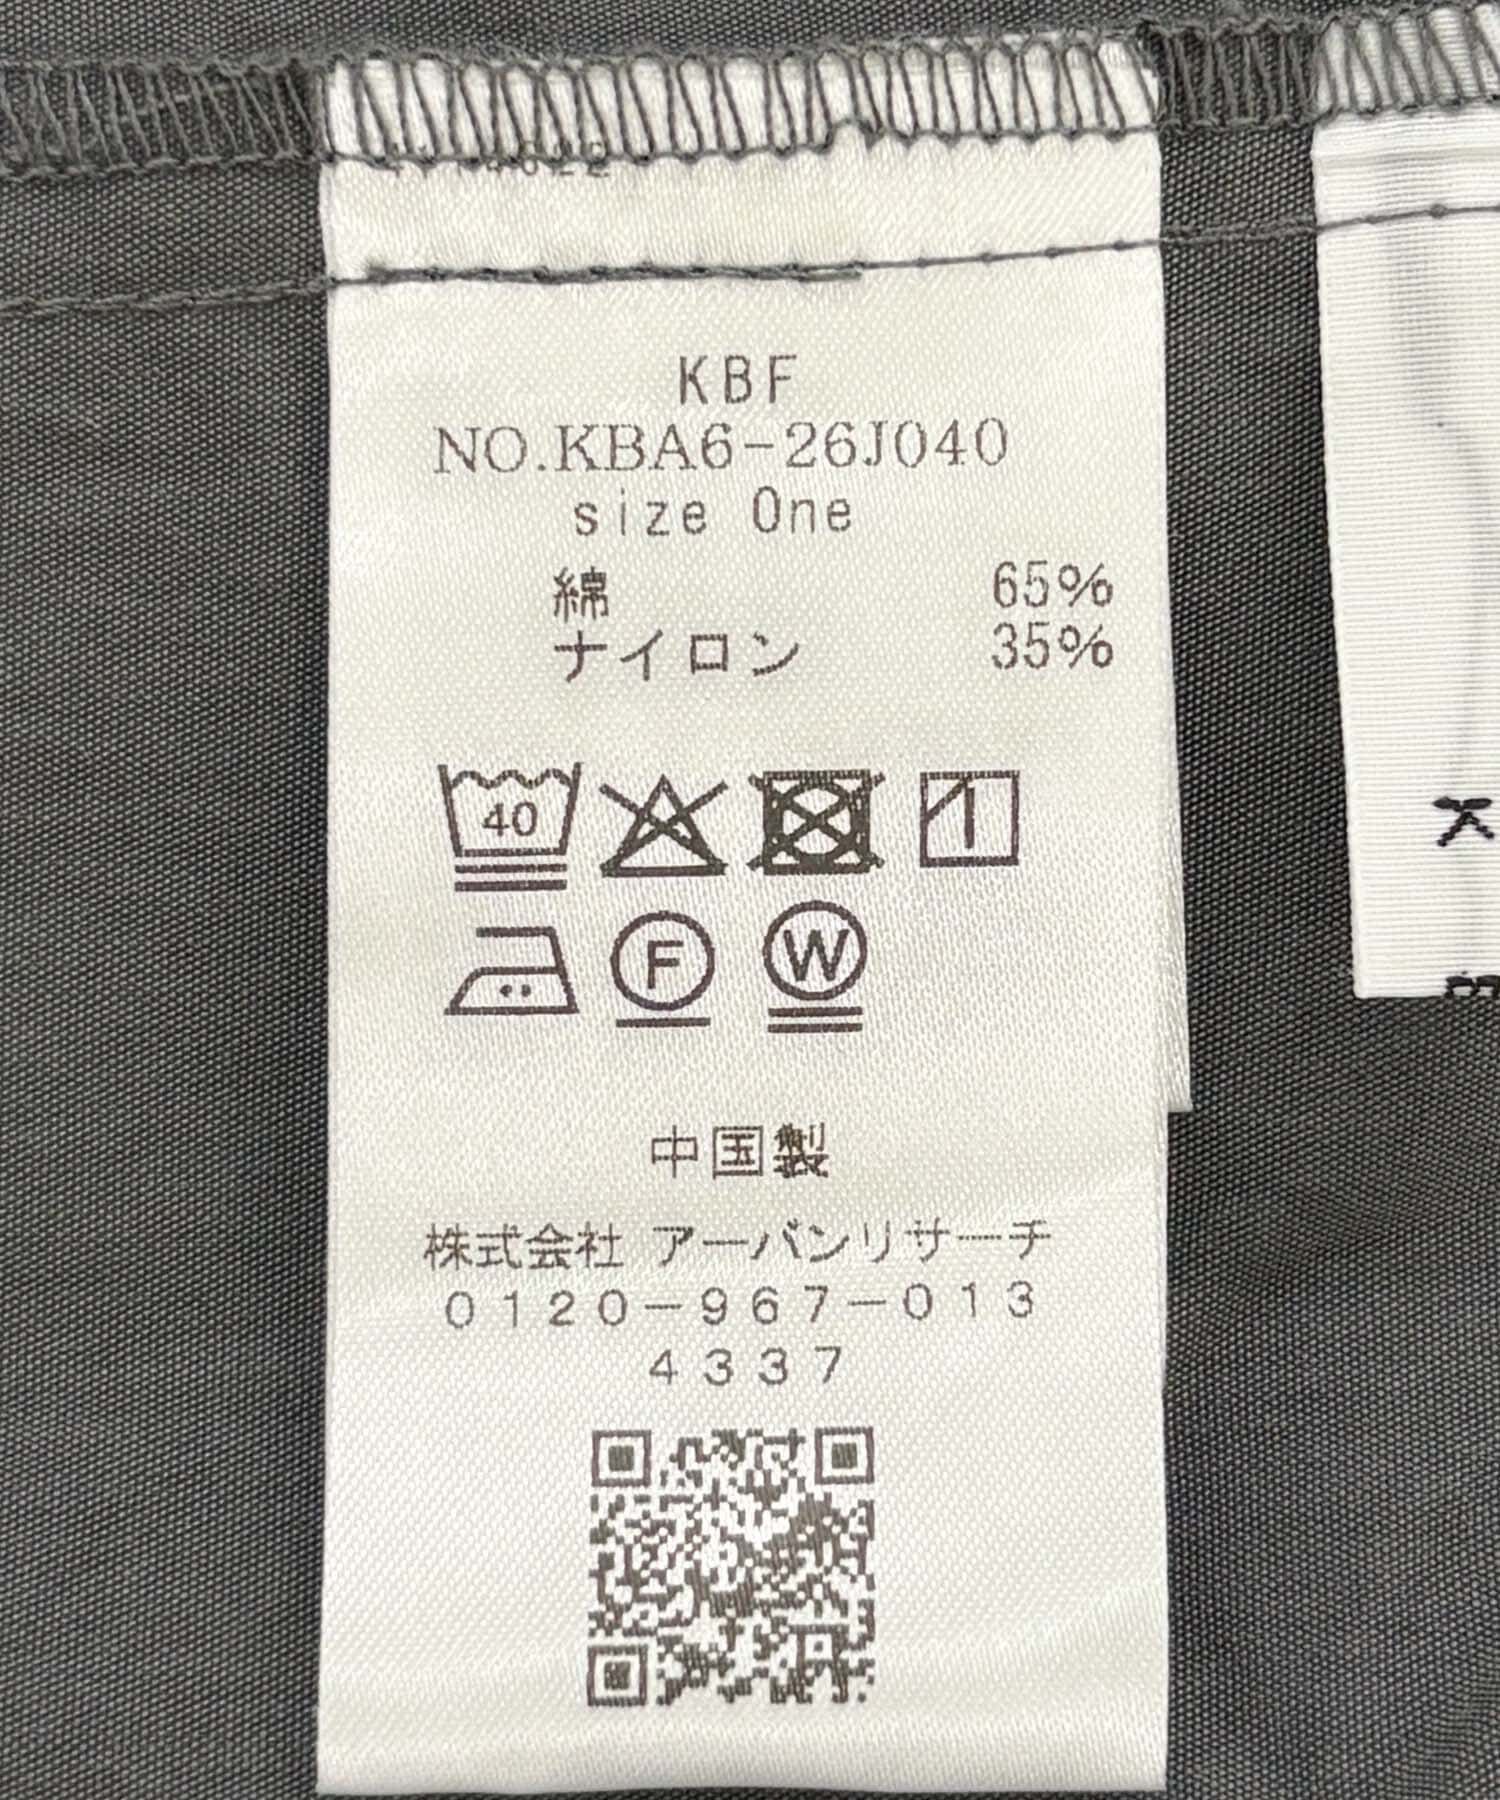 KBF
NO.KBA6-26J040
size One
綿 65%
ナイロン 35%
40
F W
中国製
株式会社 アーバンリサーチ
0120-967-013
4337
K